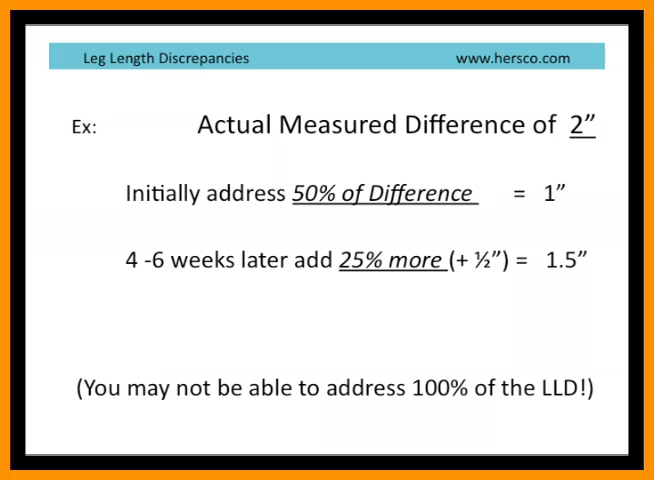 Leg Length Discrepancies www.hersco.com
Ex: Actual Measured Difference of 2”
Initially address 50% of Difference = 1”
4 -6 weeks later add 25% more (+ ½”) = 1.5”
(You may not be able to address 100% of the LLD!)